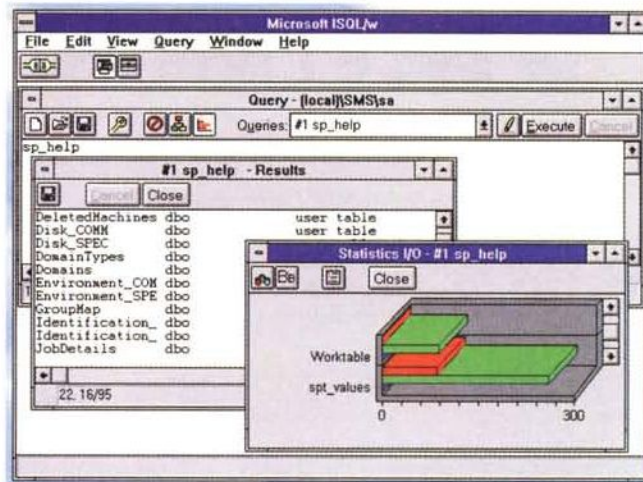 Microsoft ISQL/w
File Edit View Query Window Help
Query - (local)\SMS\sa
Queries: #1 sp_help Execute Cancel
sp_help
#1 sp_help - Results
Cancel Close
DeletedMachines dbo user table
Disk_COMM dbo user table
Disk_SPEC dbo
DomainTypes dbo
Domains dbo
Environment_COM dbo
Environment_SPE dbo
GroupMap dbo
Identification_ dbo
Identification_ dbo
JobDetails dbo
22, 16/95
Statistics I/O - #1 sp_help
Close
Worktable
spt_values
0 300